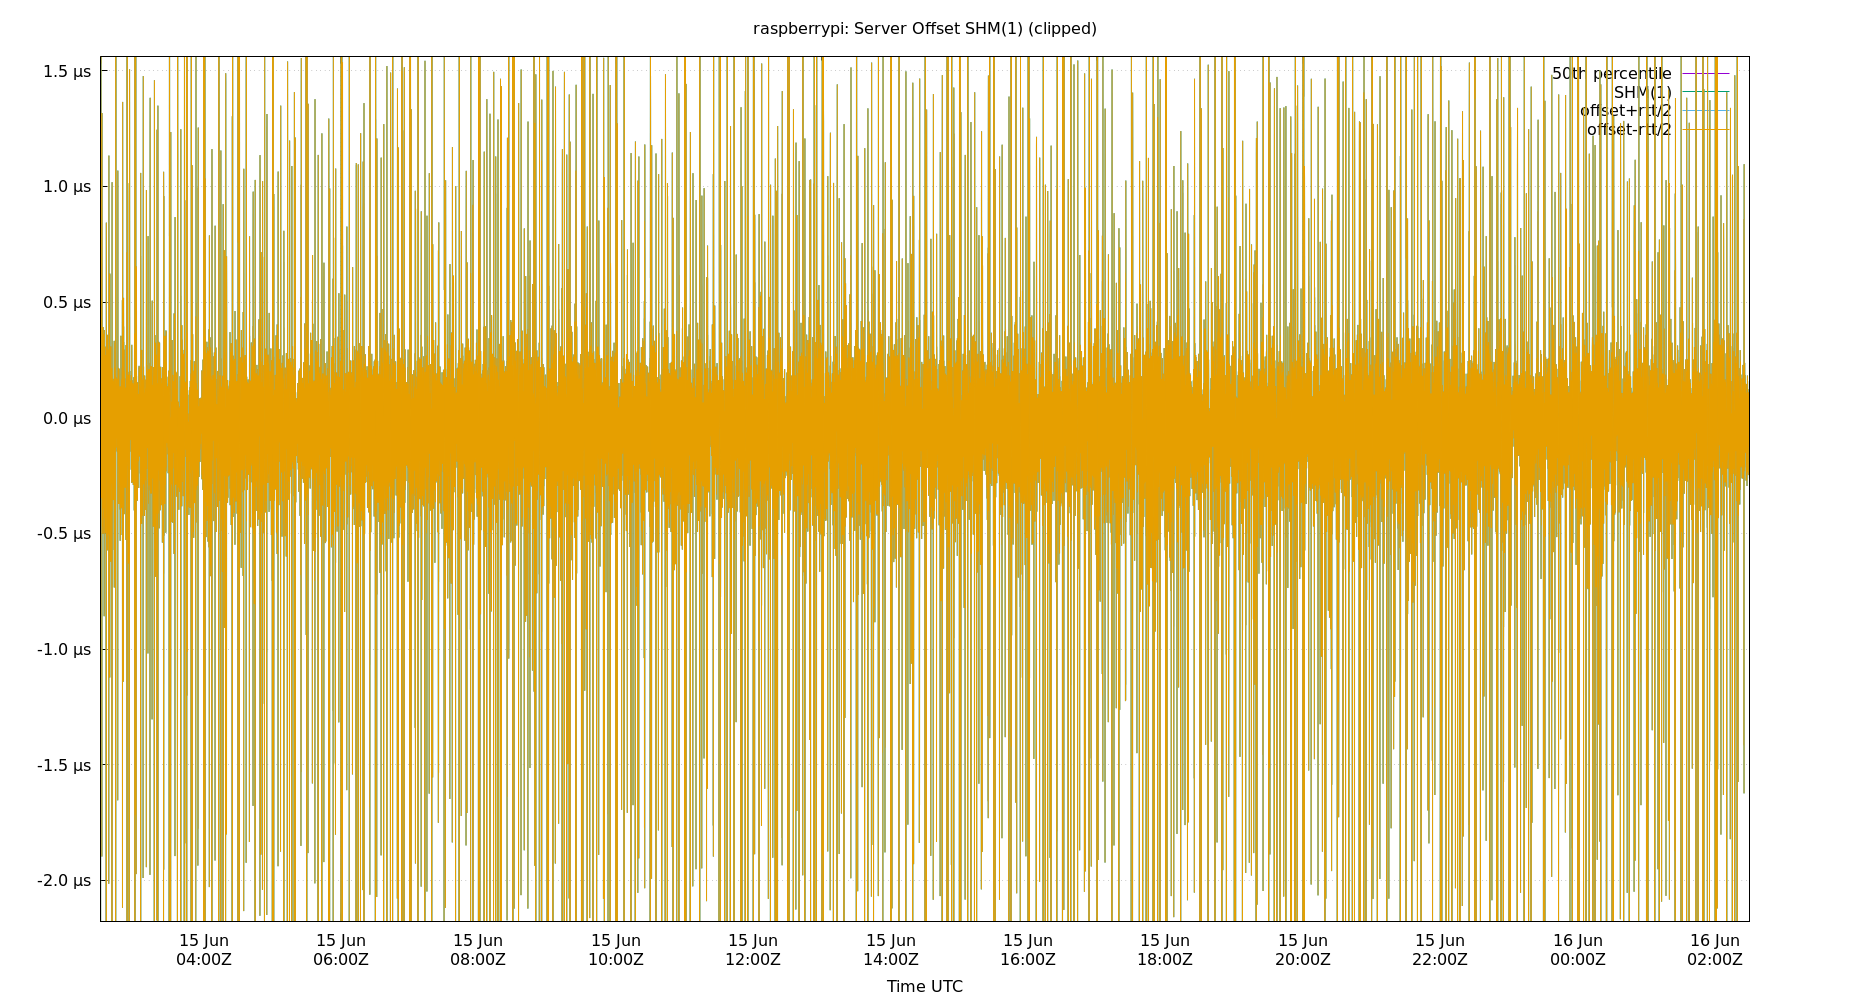 raspberrypi: Server Offset SHM(1) (clipped)
1.5 µs
1.0 µs
0.5 µs
0.0 µs
-0.5 µs
-1.0 µs
-1.5 µs
-2.0 µs
50th percentile
SHM(1)
offset+rtt/2
offset-rtt/2
15 Jun 15 Jun 15 Jun 15 Jun 15 Jun 15 Jun 15 Jun 15 Jun 15 Jun 15 Jun 16 Jun 16 Jun
04:00Z 06:00Z 08:00Z 10:00Z 12:00Z 14:00Z 16:00Z 18:00Z 20:00Z 22:00Z 00:00Z 02:00Z
Time UTC